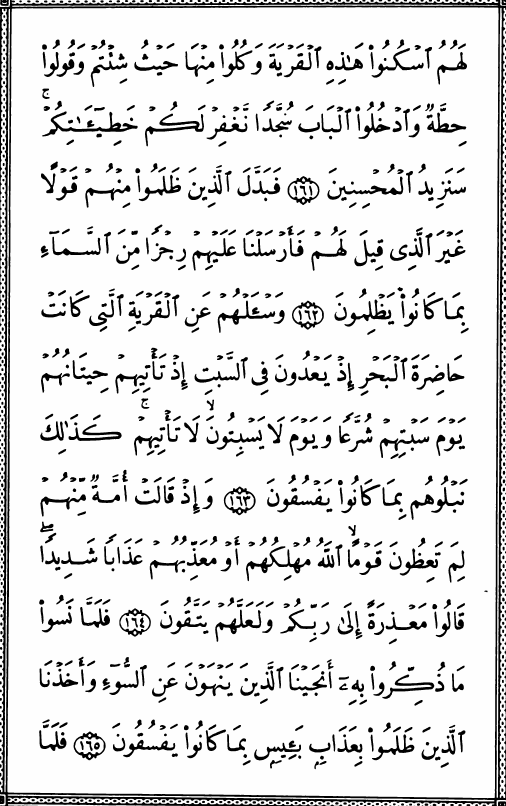 لَهُمُ ٱسْكُنُوا۟ هَـٰذِهِ ٱلْقَرْيَةَ وَكُلُوا۟ مِنْهَا حَيْثُ شِئْتُمْ وَقُولُوا۟
حِطَّةٌ وَٱدْخُلُوا۟ ٱلْبَابَ سُجَّدًا نَّغْفِرْ لَكُمْ خَطِيٓـَٔـٰتِكُمْ ۚ
سَنَزِيدُ ٱلْمُحْسِنِينَ ﴿١٦١﴾ فَبَدَّلَ ٱلَّذِينَ ظَلَمُوا۟ مِنْهُمْ قَوْلًا
غَيْرَ ٱلَّذِى قِيلَ لَهُمْ فَأَرْسَلْنَا عَلَيْهِمْ رِجْزًا مِّنَ ٱلسَّمَآءِ
بِمَا كَانُوا۟ يَظْلِمُونَ ﴿١٦٢﴾ وَسْـَٔلْهُمْ عَنِ ٱلْقَرْيَةِ ٱلَّتِى كَانَتْ
حَاضِرَةَ ٱلْبَحْرِ إِذْ يَعْدُونَ فِى ٱلسَّبْتِ إِذْ تَأْتِيهِمْ حِيتَانُهُمْ
يَوْمَ سَبْتِهِمْ شُرَّعًا وَيَوْمَ لَا يَسْبِتُونَ ۙ لَا تَأْتِيهِمْ ۚ كَذَٰلِكَ
نَبْلُوهُم بِمَا كَانُوا۟ يَفْسُقُونَ ﴿١٦٣﴾ وَإِذْ قَالَتْ أُمَّةٌ مِّنْهُمْ
لِمَ تَعِظُونَ قَوْمًا ۙ ٱللَّهُ مُهْلِكُهُمْ أَوْ مُعَذِّبُهُمْ عَذَابًا شَدِيدًا ۖ
قَالُوا۟ مَعْذِرَةً إِلَىٰ رَبِّكُمْ وَلَعَلَّهُمْ يَتَّقُونَ ﴿١٦٤﴾ فَلَمَّا نَسُوا۟
مَا ذُكِّرُوا۟ بِهِۦٓ أَنجَيْنَا ٱلَّذِينَ يَنْهَوْنَ عَنِ ٱلسُّوٓءِ وَأَخَذْنَا
ٱلَّذِينَ ظَلَمُوا۟ بِعَذَابٍۭ بَـِٔيسٍۭ بِمَا كَانُوا۟ يَفْسُقُونَ ﴿١٦٥﴾ فَلَمَّا